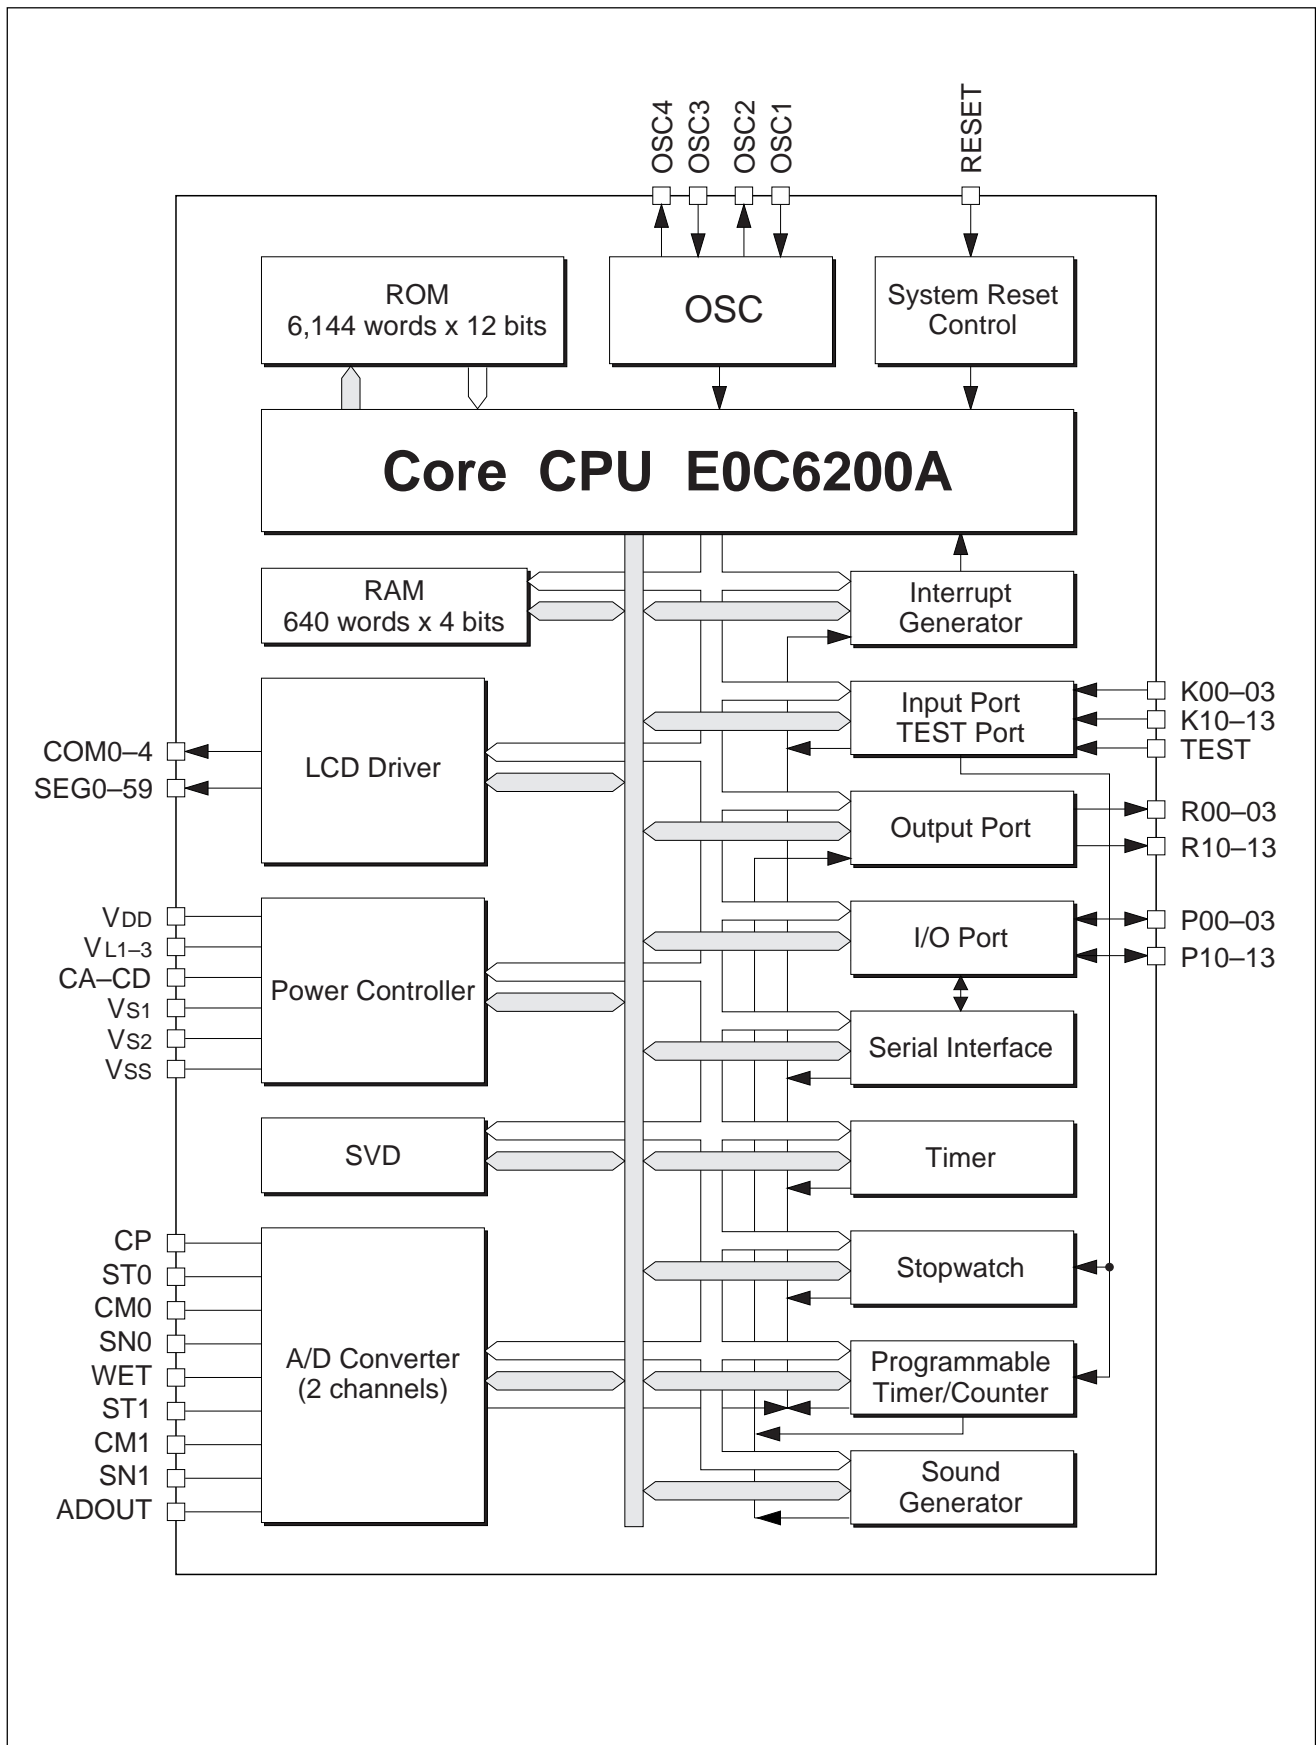 OSC4
OSC3
OSC2
OSC1
RESET
ROM
6,144 words x 12 bits
OSC
System Reset
Control
Core CPU E0C6200A
RAM
640 words x 4 bits
Interrupt
Generator
Input Port
TEST Port
K00–03
K10–13
TEST
COM0–4
SEG0–59
LCD Driver
Output Port
R00–03
R10–13
VDD
VL1–3
CA–CD
VS1
VS2
VSS
Power Controller
I/O Port
P00–03
P10–13
Serial Interface
SVD
Timer
CP
ST0
CM0
SN0
WET
ST1
CM1
SN1
ADOUT
A/D Converter
(2 channels)
Stopwatch
Programmable
Timer/Counter
Sound
Generator